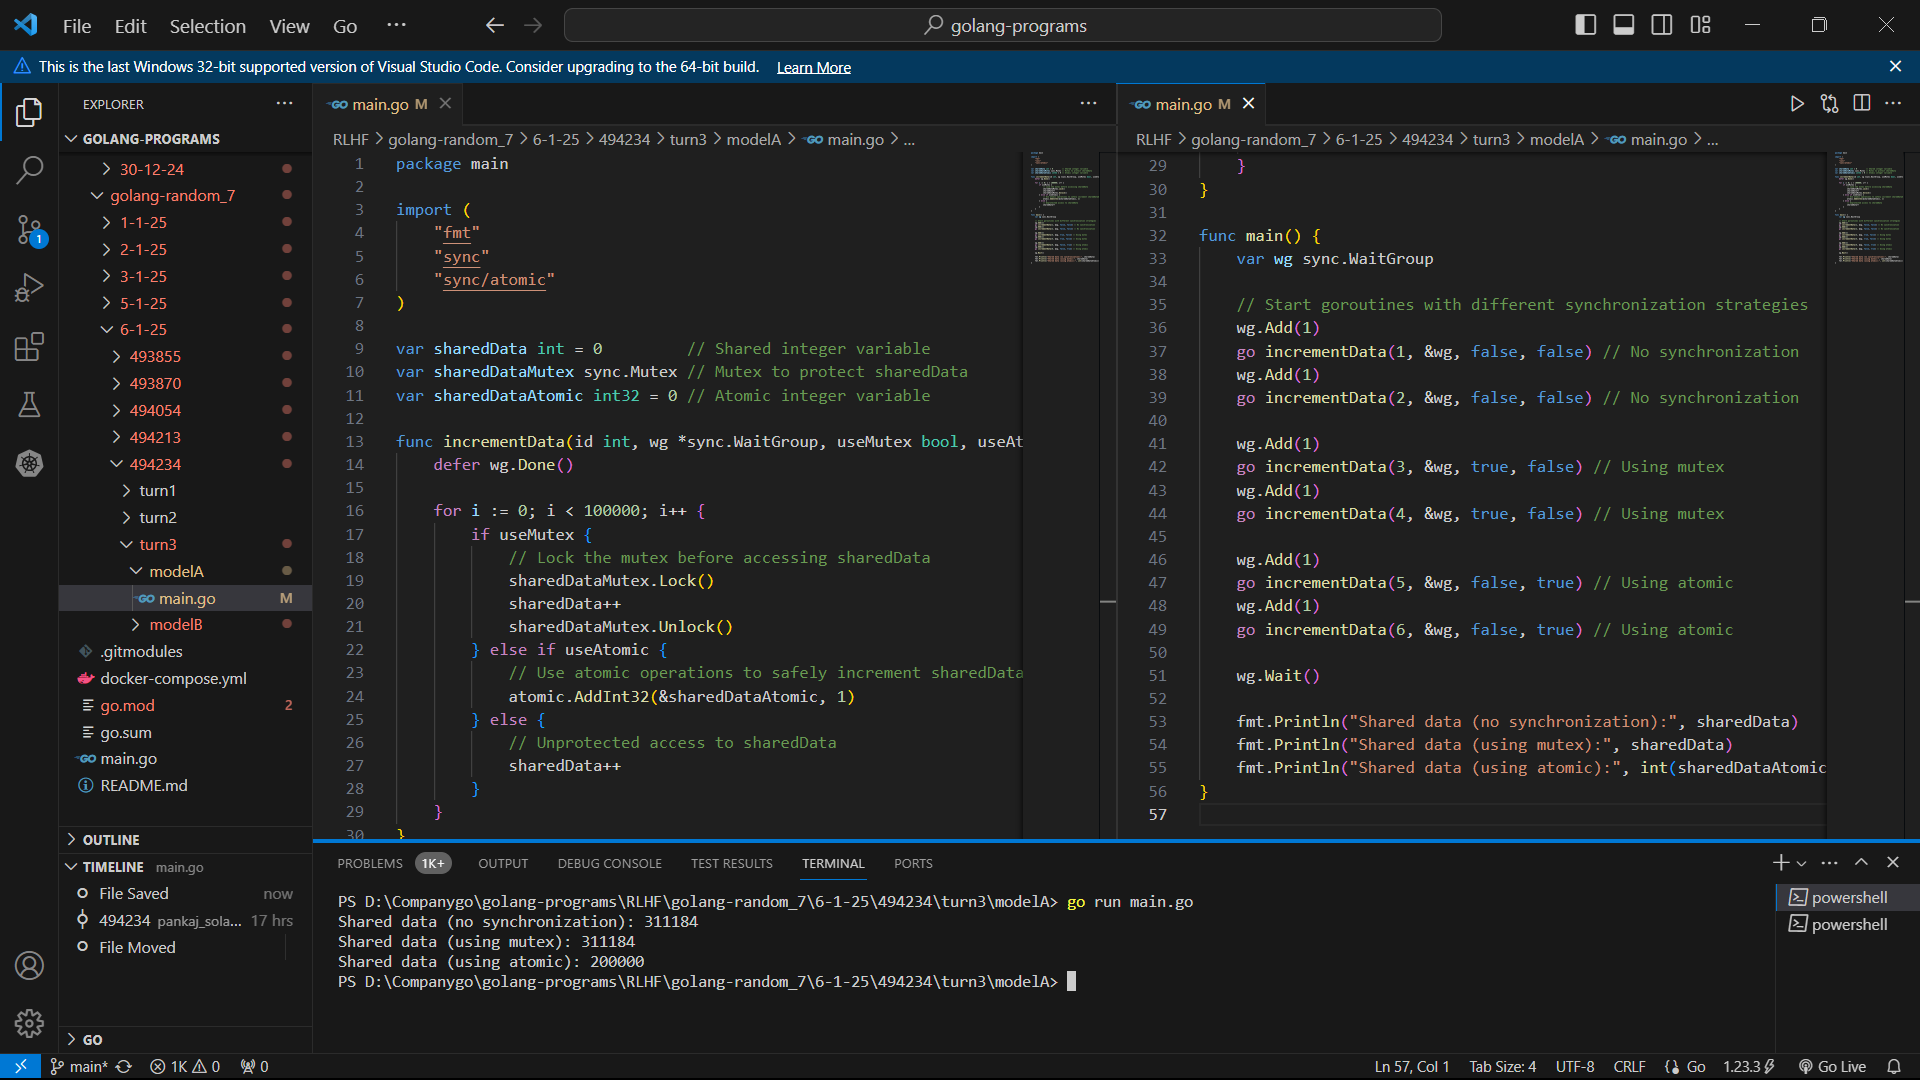 File Edit Selection View Go ··· golang-programs
This is the last Windows 32-bit supported version of Visual Studio Code. Consider upgrading to the 64-bit build. Learn More
EXPLORER
GOLANG-PROGRAMS
30-12-24
golang-random_7
1-1-25
2-1-25
3-1-25
5-1-25
6-1-25
493855
493870
494054
494213
494234
turn1
turn2
turn3
modelA
main.go M
modelB
.gitmodules
docker-compose.yml
go.mod 2
go.sum
main.go
README.md
OUTLINE
TIMELINE main.go
File Saved now
494234 pankaj_sola... 17 hrs
File Moved
GO
1
main.go M
RLHF > golang-random_7 > 6-1-25 > 494234 > turn3 > modelA > main.go > ...
1 package main
2
3 import (
4 "fmt"
5 "sync"
6 "sync/atomic"
7 )
8
9 var sharedData int = 0 // Shared integer variable
10 var sharedDataMutex sync.Mutex // Mutex to protect sharedData
11 var sharedDataAtomic int32 = 0 // Atomic integer variable
12
13 func incrementData(id int, wg *sync.WaitGroup, useMutex bool, useAt
14 defer wg.Done()
15
16 for i := 0; i < 100000; i++ {
17 if useMutex {
18 // Lock the mutex before accessing sharedData
19 sharedDataMutex.Lock()
20 sharedData++
21 sharedDataMutex.Unlock()
22 } else if useAtomic {
23 // Use atomic operations to safely increment sharedData
24 atomic.AddInt32(&sharedDataAtomic, 1)
25 } else {
26 // Unprotected access to sharedData
27 sharedData++
28 }
29 }
30 }
main.go M
RLHF > golang-random_7 > 6-1-25 > 494234 > turn3 > modelA > main.go > ...
29 }
30 }
31
32 func main() {
33 var wg sync.WaitGroup
34
35 // Start goroutines with different synchronization strategies
36 wg.Add(1)
37 go incrementData(1, &wg, false, false) // No synchronization
38 wg.Add(1)
39 go incrementData(2, &wg, false, false) // No synchronization
40
41 wg.Add(1)
42 go incrementData(3, &wg, true, false) // Using mutex
43 wg.Add(1)
44 go incrementData(4, &wg, true, false) // Using mutex
45
46 wg.Add(1)
47 go incrementData(5, &wg, false, true) // Using atomic
48 wg.Add(1)
49 go incrementData(6, &wg, false, true) // Using atomic
50
51 wg.Wait()
52
53 fmt.Println("Shared data (no synchronization):", sharedData)
54 fmt.Println("Shared data (using mutex):", sharedData)
55 fmt.Println("Shared data (using atomic):", int(sharedDataAtomic
56 }
57
PROBLEMS 1K+ OUTPUT DEBUG CONSOLE TEST RESULTS TERMINAL PORTS
PS D:\Companygo\golang-programs\RLHF\golang-random_7\6-1-25\494234\turn3\modelA> go run main.go
Shared data (no synchronization): 311184
Shared data (using mutex): 311184
Shared data (using atomic): 200000
PS D:\Companygo\golang-programs\RLHF\golang-random_7\6-1-25\494234\turn3\modelA>
powershell
powershell
main* 1K 0 0 Ln 57, Col 1 Tab Size: 4 UTF-8 CRLF Go 1.23.3 Go Live